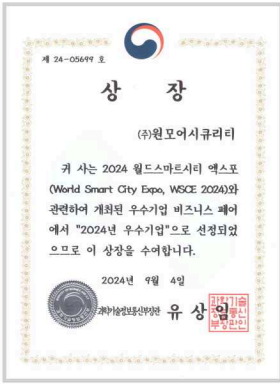 제 24-05699 호
상 장
(주)원모어시큐리티
귀 사는 2024 월드스마트시티 엑스포
(World Smart City Expo, WSCE 2024)와
관련하여 개최된 우수기업 비즈니스 페어
에서 "2024년 우수기업"으로 선정되었
으므로 이 상장을 수여합니다.
2024년 9월 4일
과학기술정보통신부장관 유 상 임